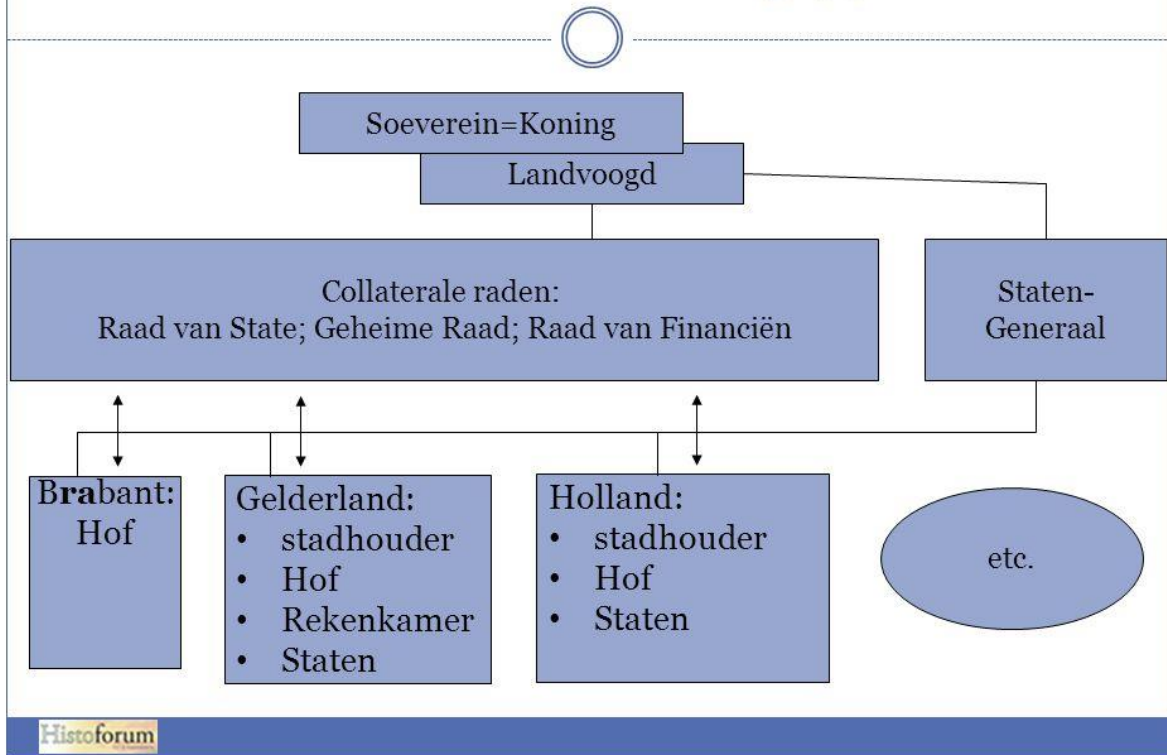 Soeverein=Koning
Landvoogd
Collaterale raden:
Raad van State; Geheime Raad; Raad van Financiën
Staten-
Generaal
Brabant:
Hof
Gelderland:
• stadhouder
• Hof
• Rekenkamer
• Staten
Holland:
• stadhouder
• Hof
• Staten
etc.
Histoforum